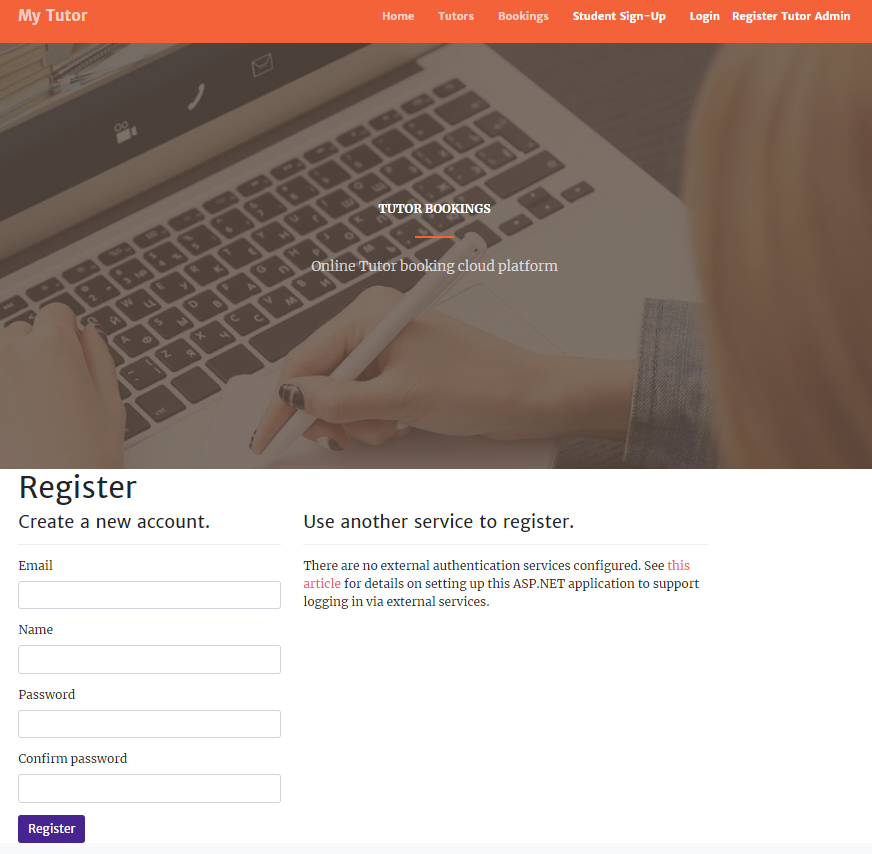 My Tutor
Home Tutors Bookings Student Sign-Up Login Register Tutor Admin
TUTOR BOOKINGS
Online Tutor booking cloud platform
Register
Create a new account.
Use another service to register.
Email
Name
Password
Confirm password
Register
There are no external authentication services configured. See this
article for details on setting up this ASP.NET application to support
logging in via external services.